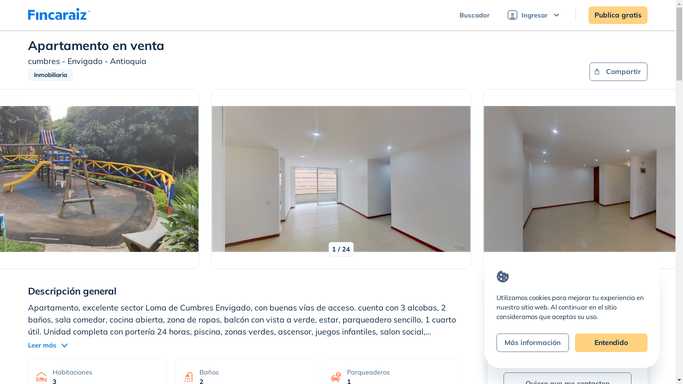 Fincaraiz
Buscador
Ingresar
Publica gratis
Apartamento en venta
cumbres - Envigado - Antioquia
Inmobiliaria
Compartir
1 / 24
Descripción general
Apartamento, excelente sector Loma de Cumbres Envigado, con buenas vías de acceso. cuenta con 3 alcobas, 2
baños, sala comedor, cocina abierta, zona de ropas, balcón con vista a verde, estar, parqueadero sencillo, 1 cuarto
útil. Unidad completa con portería 24 horas, piscina, zonas verdes, ascensor, juegos infantiles, salon social,...
Leer más
Habitaciones
3
Baños
2
Parqueaderos
1
Utilizamos cookies para mejorar tu experiencia en
nuestro sitio web. Al continuar en el sitio
consideramos que aceptas su uso.
Más información
Entendido
Quiero que me contacten